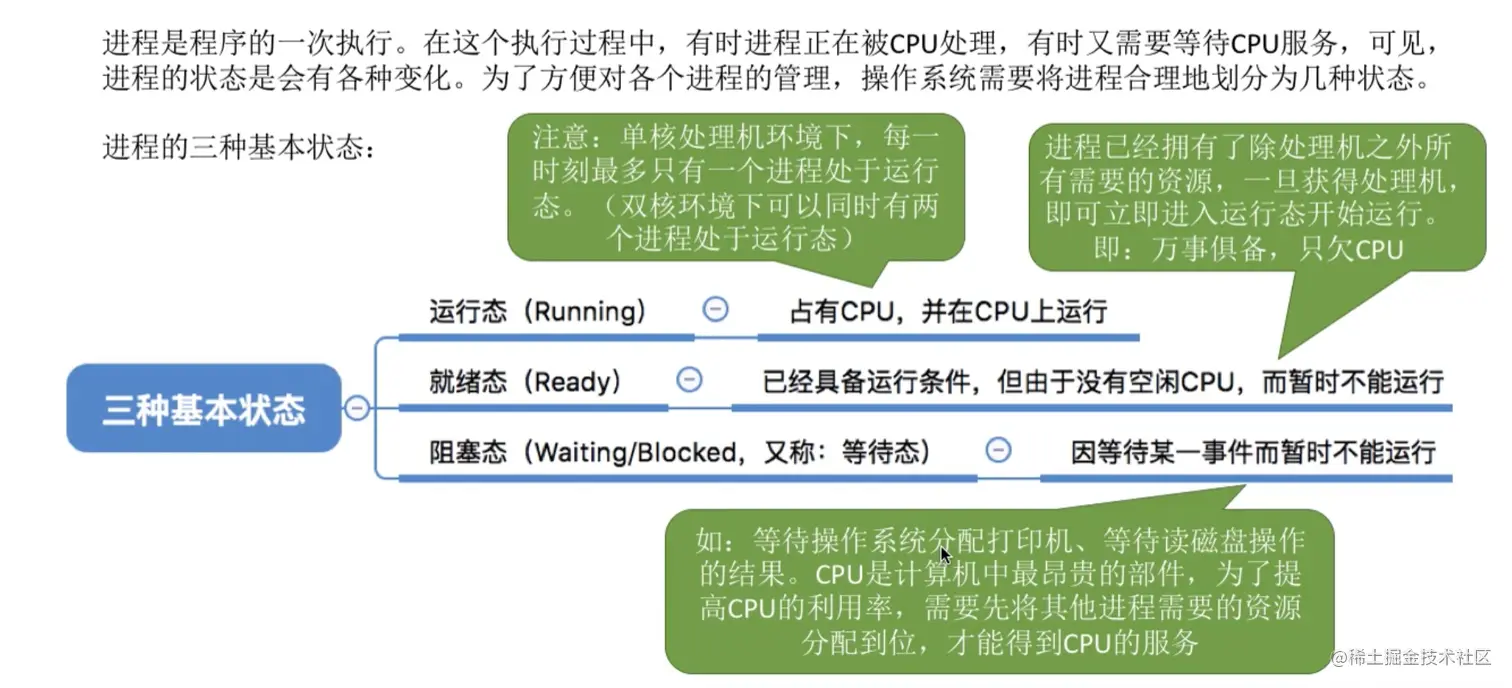 进程是程序的一次执行。在这个执行过程中，有时进程正在被CPU处理，有时又需要等待CPU服务，可见，
进程的状态是会有各种变化。为了方便对各个进程的管理，操作系统需要将进程合理地划分为几种状态。
进程的三种基本状态：
注意：单核处理机环境下，每一
时刻最多只有一个进程处于运行
态。（双核环境下可以同时有两
个进程处于运行态）
进程已经拥有了除处理机之外所
有需要的资源，一旦获得处理机，
即可立即进入运行态开始运行。
即：万事俱备，只欠CPU
三种基本状态
运行态（Running）
占有CPU，并在CPU上运行
就绪态（Ready）
已经具备运行条件，但由于没有空闲CPU，而暂时不能运行
阻塞态（Waiting/Blocked，又称：等待态）
因等待某一事件而暂时不能运行
如：等待操作系统分配打印机、等待读磁盘操作
的结果。CPU是计算机中最昂贵的部件，为了提
高CPU的利用率，需要先将其他进程需要的资源
分配到位，才能得到CPU的服务
@稀土掘金技术社区